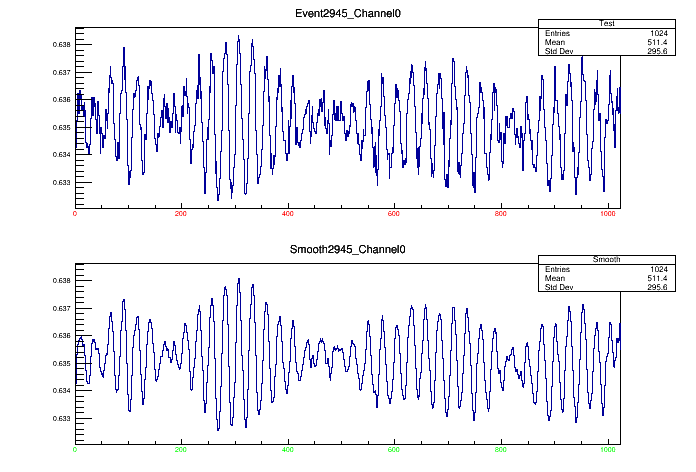 Event2945_Channel0
Test
Entries 1024
Mean 511.4
Std Dev 295.6
0.638
0.637
0.636
0.635
0.634
0.633
0 200 400 600 800 1000
Smooth2945_Channel0
Smooth
Entries 1024
Mean 511.4
Std Dev 295.6
0.638
0.637
0.636
0.635
0.634
0.633
0 200 400 600 800 1000